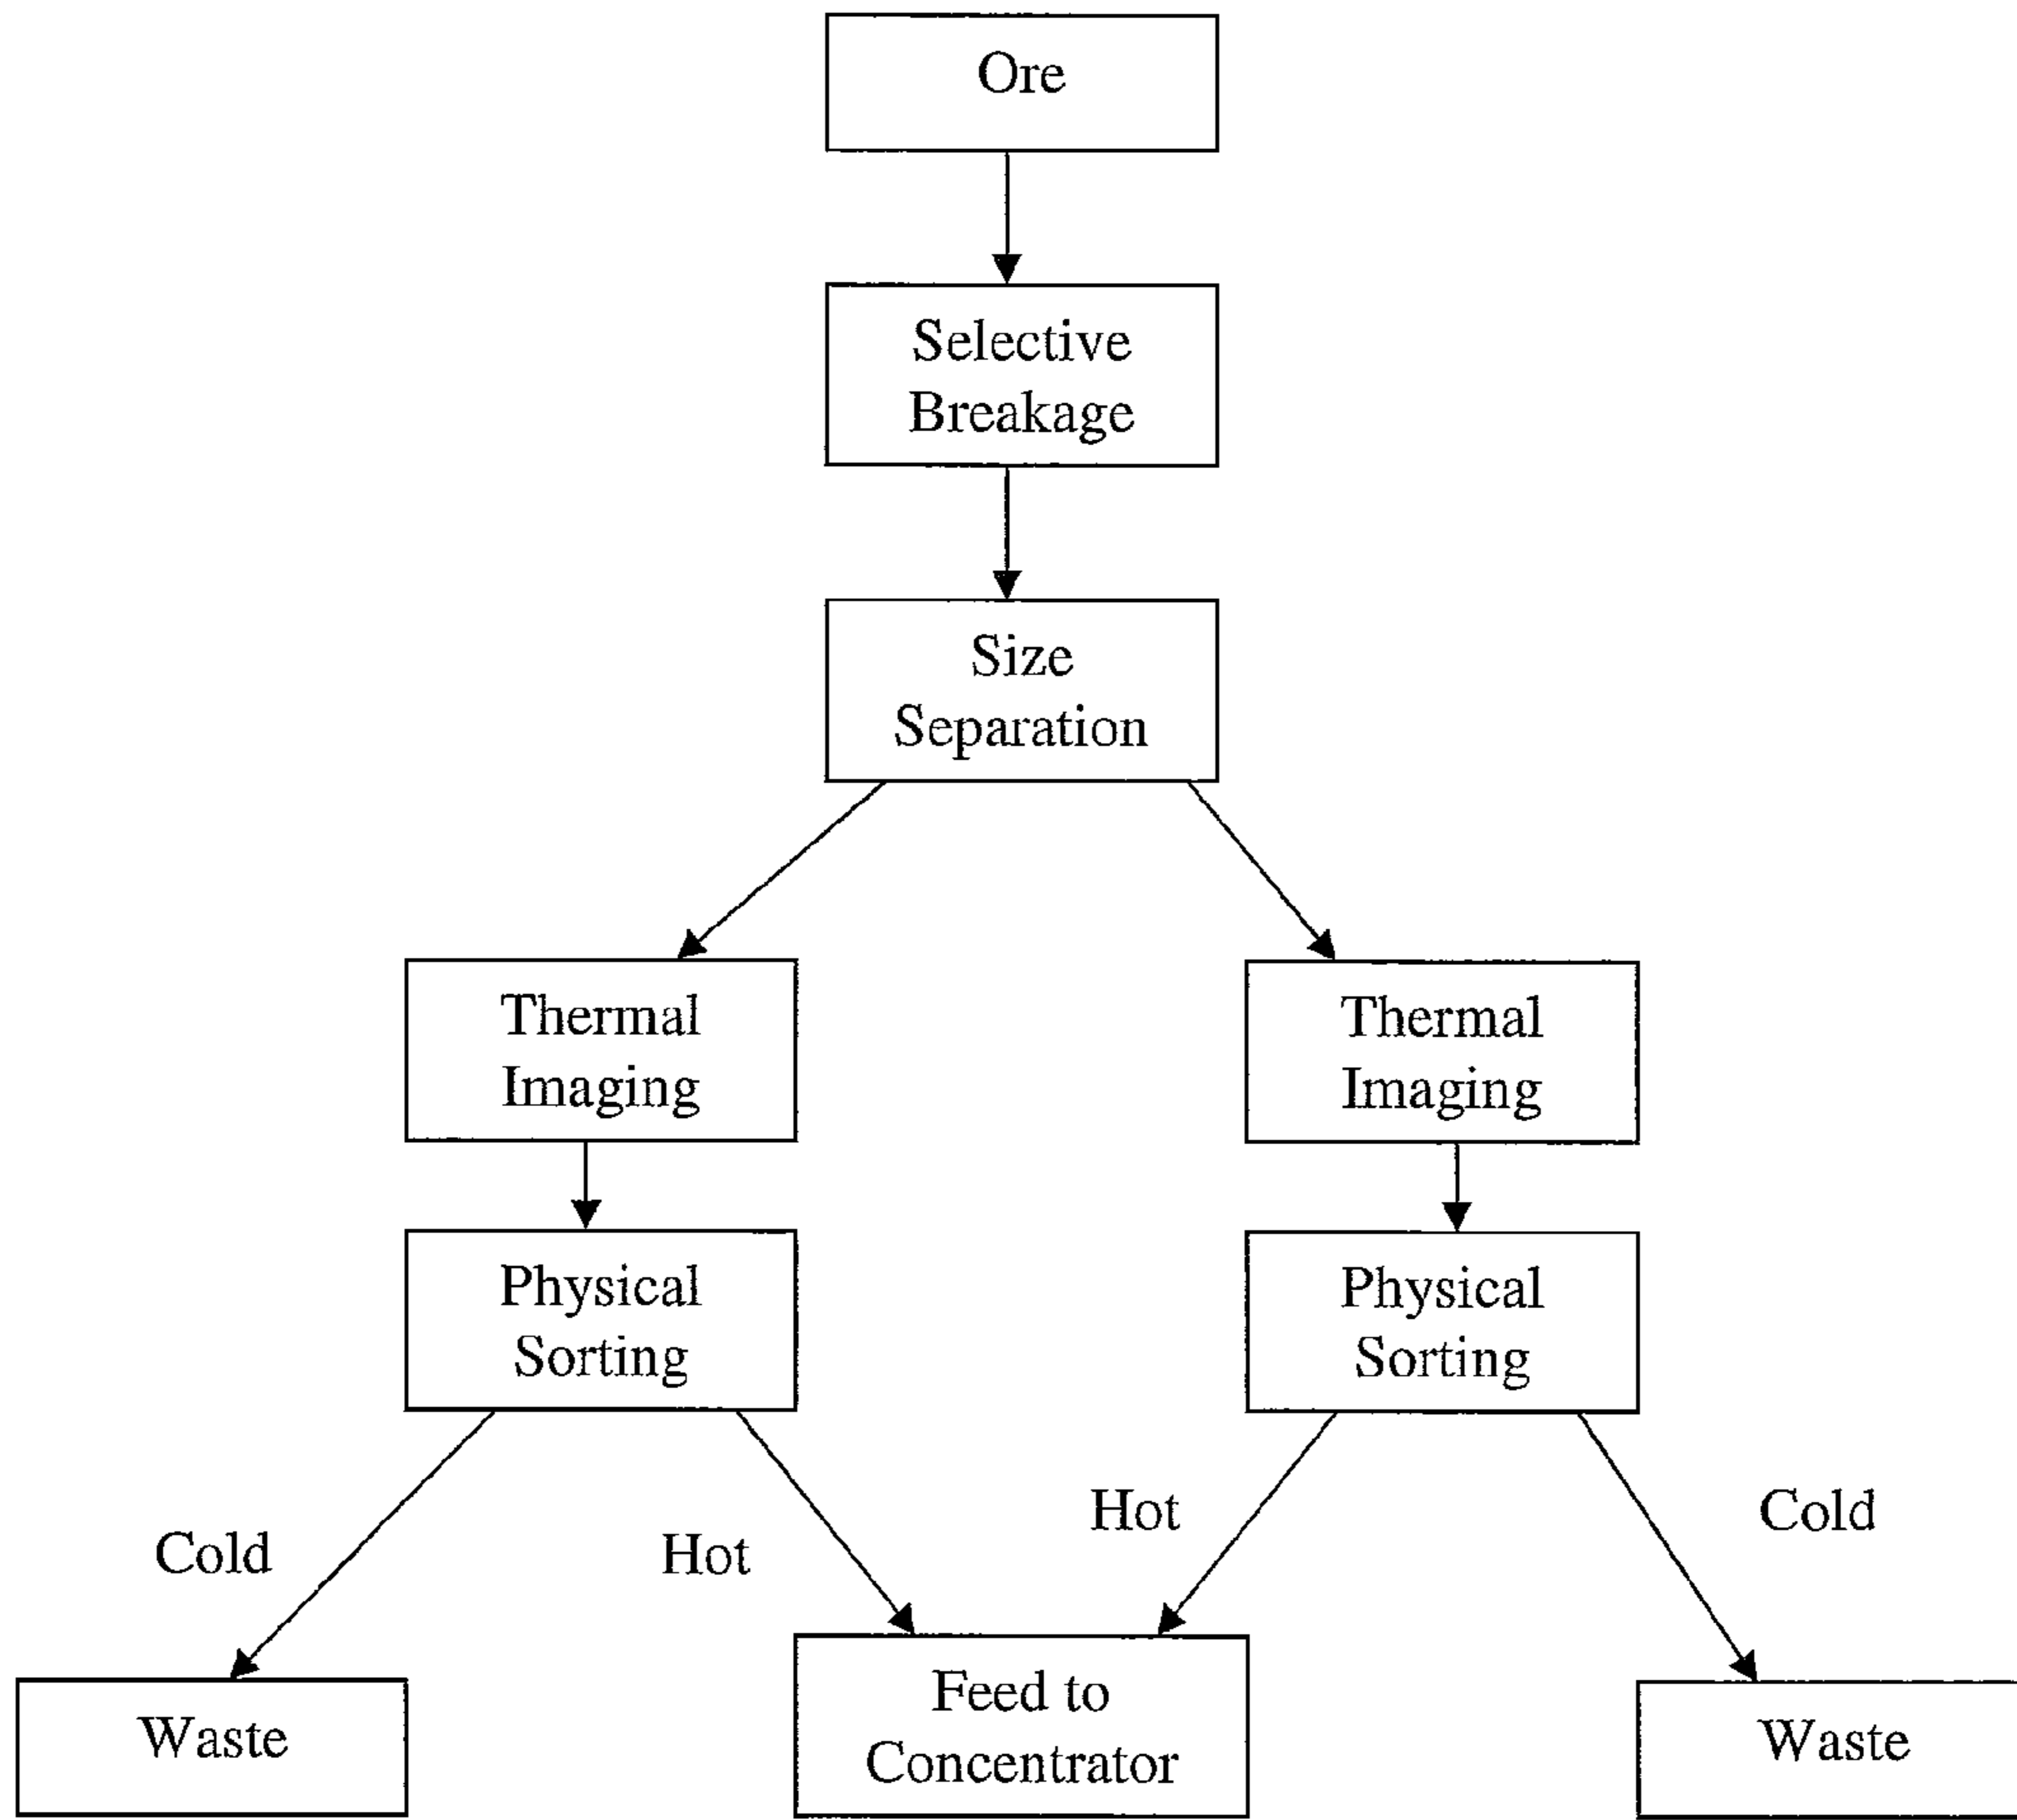 Ore
Selective
Breakage
Size
Separation
Thermal
Imaging
Thermal
Imaging
Physical
Sorting
Physical
Sorting
Cold
Hot
Hot
Cold
Waste
Feed to
Concentrator
Waste